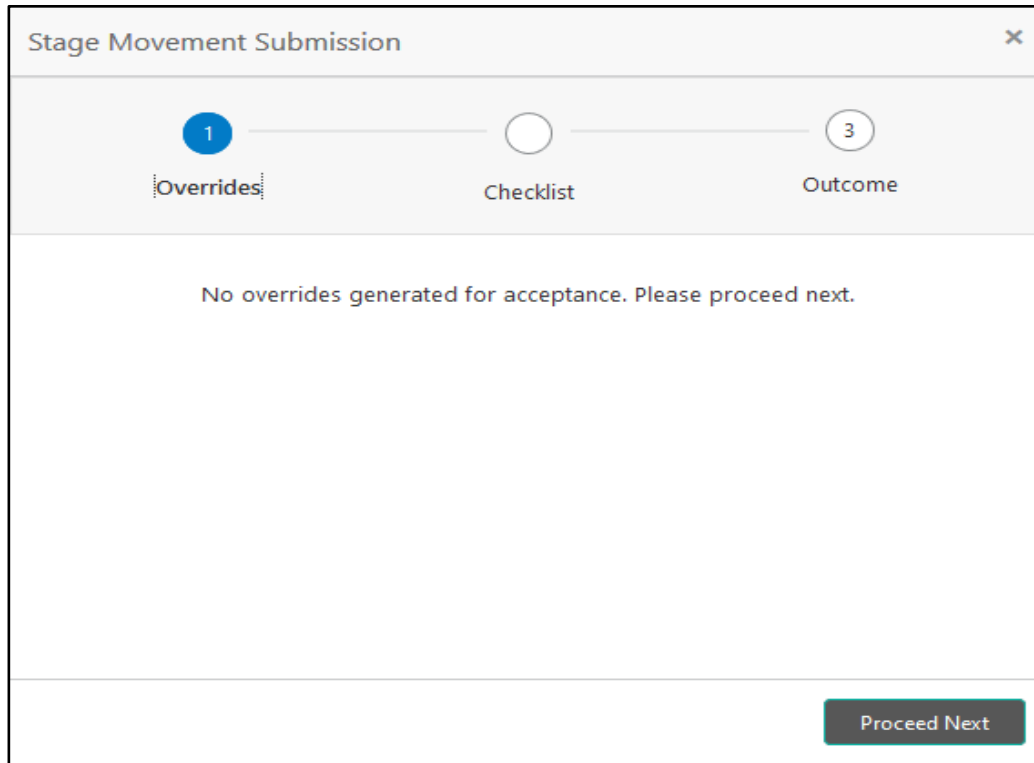 Stage Movement Submission ×
1 3
Overrides Checklist Outcome
No overrides generated for acceptance. Please proceed next.
Proceed Next